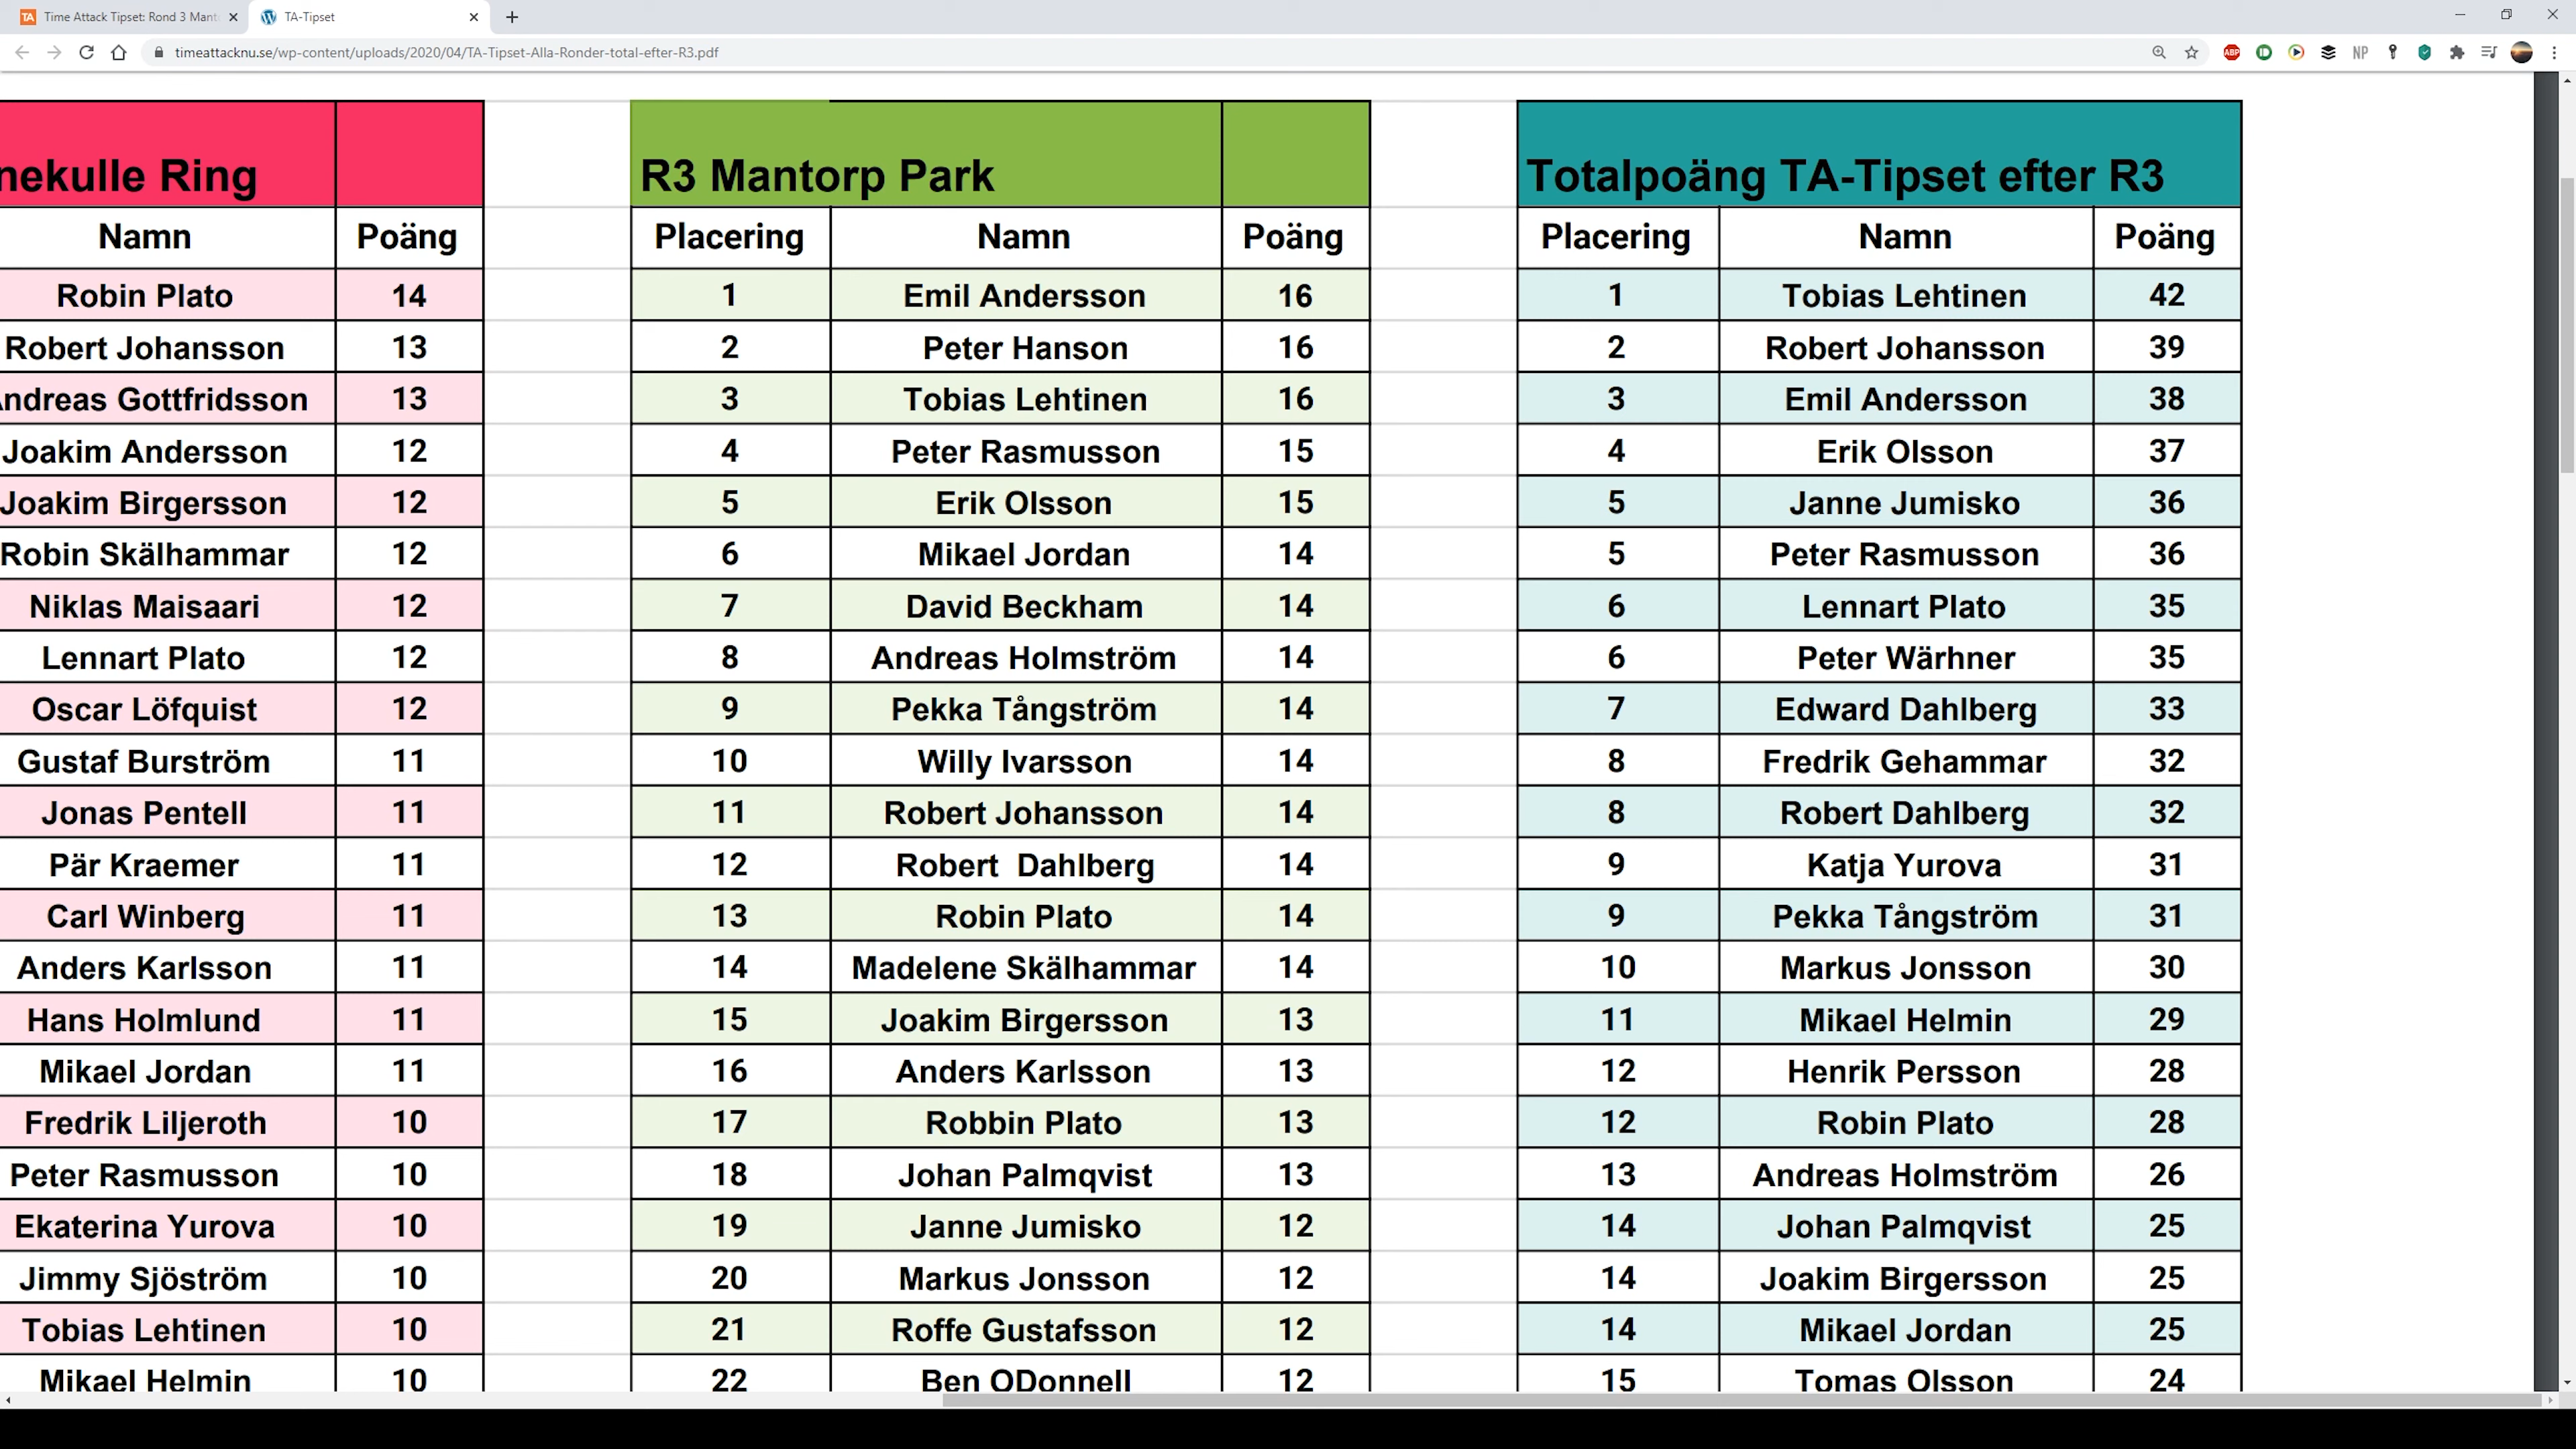 Time Attack Tipset: Rond 3 Mant
TA-Tipset
timeattacknu.se/wp-content/uploads/2020/04/TA-Tipset-Alla-Ronder-total-efter-R3.pdf
ABP
NP
nekulle Ring
Namn Poäng
Robin Plato 14
Robert Johansson 13
Andreas Gottfridsson 13
Joakim Andersson 12
Joakim Birgersson 12
Robin Skälhammar 12
Niklas Maisaari 12
Lennart Plato 12
Oscar Löfquist 12
Gustaf Burström 11
Jonas Pentell 11
Pär Kraemer 11
Carl Winberg 11
Anders Karlsson 11
Hans Holmlund 11
Mikael Jordan 11
Fredrik Liljeroth 10
Peter Rasmusson 10
Ekaterina Yurova 10
Jimmy Sjöström 10
Tobias Lehtinen 10
Mikael Helmin 10
R3 Mantorp Park
Placering Namn Poäng
1 Emil Andersson 16
2 Peter Hanson 16
3 Tobias Lehtinen 16
4 Peter Rasmusson 15
5 Erik Olsson 15
6 Mikael Jordan 14
7 David Beckham 14
8 Andreas Holmström 14
9 Pekka Tångström 14
10 Willy Ivarsson 14
11 Robert Johansson 14
12 Robert Dahlberg 14
13 Robin Plato 14
14 Madelene Skälhammar 14
15 Joakim Birgersson 13
16 Anders Karlsson 13
17 Robbin Plato 13
18 Johan Palmqvist 13
19 Janne Jumisko 12
20 Markus Jonsson 12
21 Roffe Gustafsson 12
22 Ben ODonnell 12
Totalpoäng TA-Tipset efter R3
Placering Namn Poäng
1 Tobias Lehtinen 42
2 Robert Johansson 39
3 Emil Andersson 38
4 Erik Olsson 37
5 Janne Jumisko 36
5 Peter Rasmusson 36
6 Lennart Plato 35
6 Peter Wärhner 35
7 Edward Dahlberg 33
8 Fredrik Gehammar 32
8 Robert Dahlberg 32
9 Katja Yurova 31
9 Pekka Tångström 31
10 Markus Jonsson 30
11 Mikael Helmin 29
12 Henrik Persson 28
12 Robin Plato 28
13 Andreas Holmström 26
14 Johan Palmqvist 25
14 Joakim Birgersson 25
14 Mikael Jordan 25
15 Tomas Olsson 24